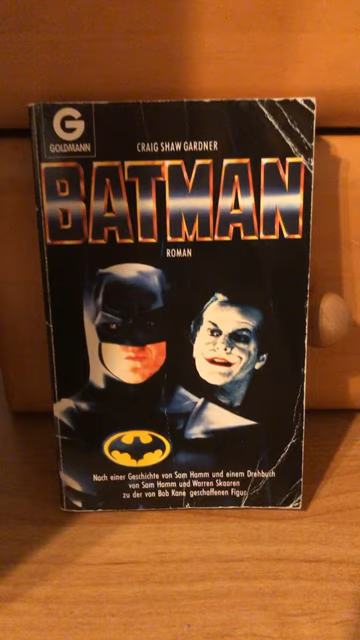 G
GOLDMANN
CRAIG SHAW GARDNER
BATMAN
ROMAN
Nach einer Geschichte von Sam Hamm und einem Drehbuch
von Sam Hamm und Warren Skaaren
zu der von Bob Kane geschaffenen Figur